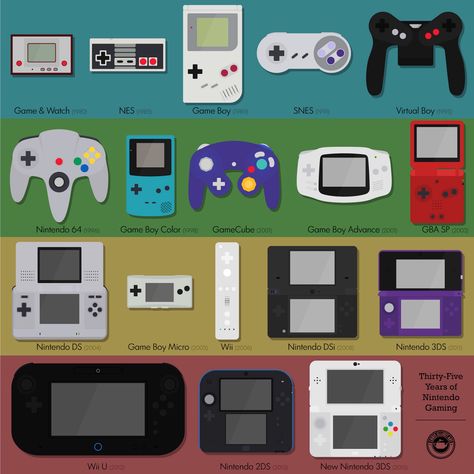 Game & Watch (1980) NES (1985) Game Boy (1989) SNES (1991) Virtual Boy (1995)
Nintendo 64 (1996) Game Boy Color (1998) GameCube (2001) Game Boy Advance (2001) GBA SP (2003)
Nintendo DS (2004) Game Boy Micro (2005) Wii (2006) Nintendo DSi (2008) Nintendo 3DS (2011)
Thirty-Five
Years of
Nintendo
Gaming
Wii U (2012) Nintendo 2DS (2013) New Nintendo 3DS (2015)